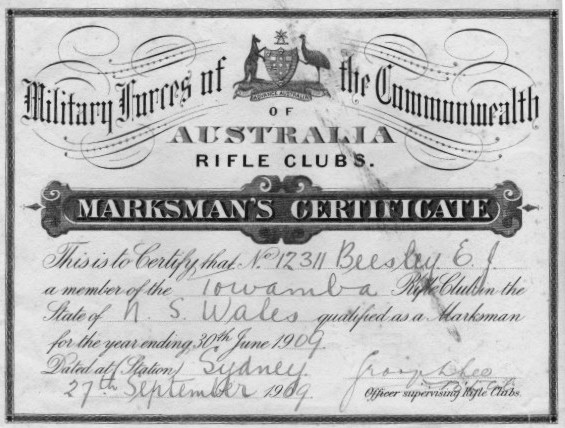 Military Forces of the Commonwealth
ADVANCE AUSTRALIA
OF
AUSTRALIA
RIFLE CLUBS.
MARKSMAN'S CERTIFICATE
This is to Certify, that No 12311 Beesley E. J.
a member of the Towamba Rifle Club in the
State of N. S. Wales qualified as a Marksman
for the year ending, 30th June 1909.
Dated at (Station) Sydney
27th September 1909.
Officer supervising Rifle Clubs.